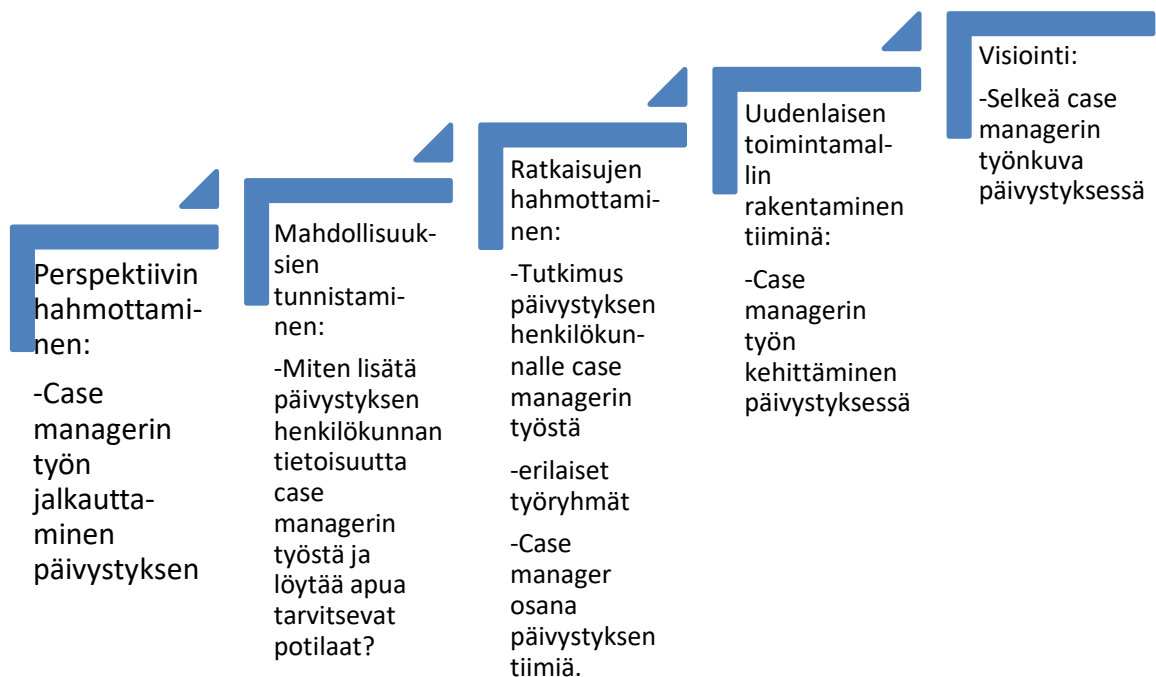 Perspektiivin
hahmottami-
nen:
-Case
managerin
työn
jalkautta-
minen
päivystyksen
Mahdollisuuk-
sien
tunnistami-
nen:
-Miten lisätä
päivystyksen
henkilökunnan
tietoisuutta
case
managerin
työstä ja
löytää apua
tarvitsevat
potilaat?
Ratkaisujen
hahmottami-
nen:
-Tutkimus
päivystyksen
henkilökun-
nalle case
managerin
työstä
-erilaiset
työryhmät
-Case
manager
osana
päivystyksen
tiimiä.
Uudenlaisen
toimintamal-
lin
rakentaminen
tiiminä:
-Case
managerin
työn
kehittäminen
päivystyksessä
Visiointi:
-Selkeä case
managerin
työnkuva
päivystyksessä